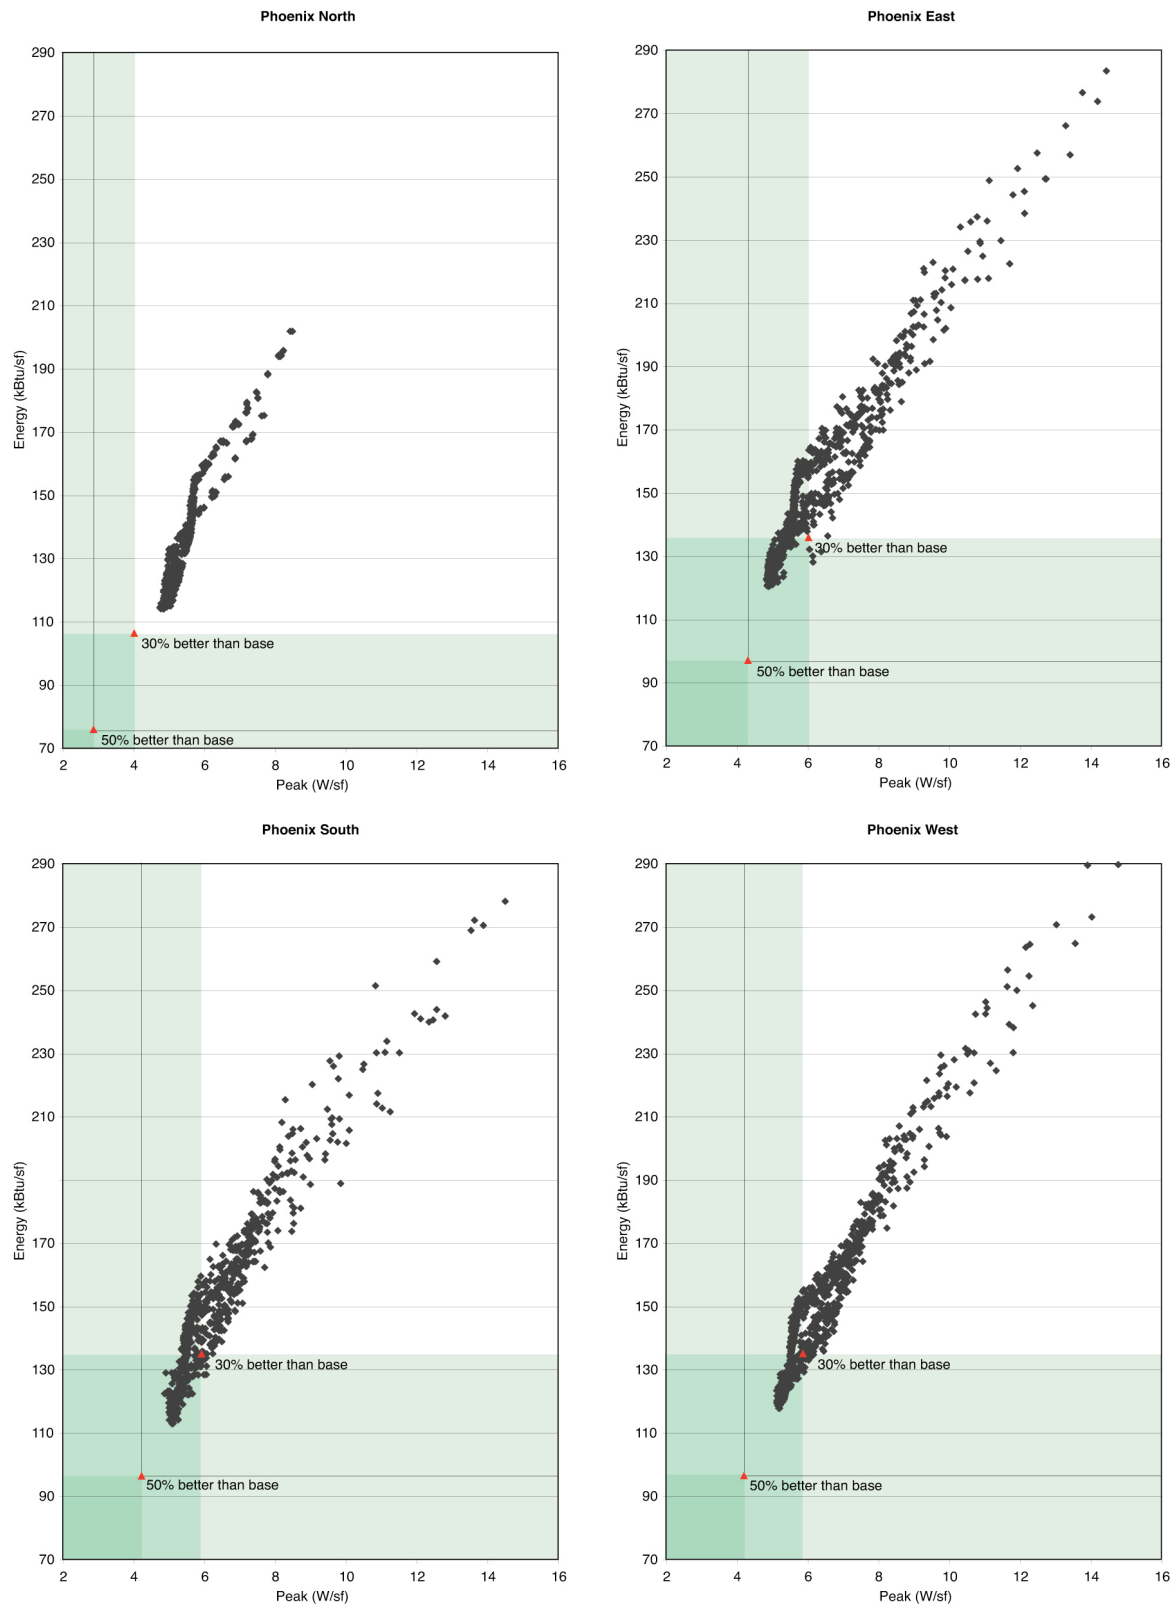 Phoenix North
Energy (kBtu/sf)
290
270
250
230
210
190
170
150
130
110
90
70
30% better than base
50% better than base
2 4 6 8 10 12 14 16
Peak (W/sf)
Phoenix East
Energy (kBtu/sf)
290
270
250
230
210
190
170
150
130
110
90
70
30% better than base
50% better than base
2 4 6 8 10 12 14 16
Peak (W/sf)
Phoenix South
Energy (kBtu/sf)
290
270
250
230
210
170
150
130
110
90
70
30% better than base
50% better than base
2 4 6 8 10 12 14 16
Peak (W/sf)
Phoenix West
Energy (kBtu/sf)
290
270
250
230
210
190
170
150
130
110
90
70
30% better than base
50% better than base
2 4 6 8 10 12 14 16
Peak (W/sf)